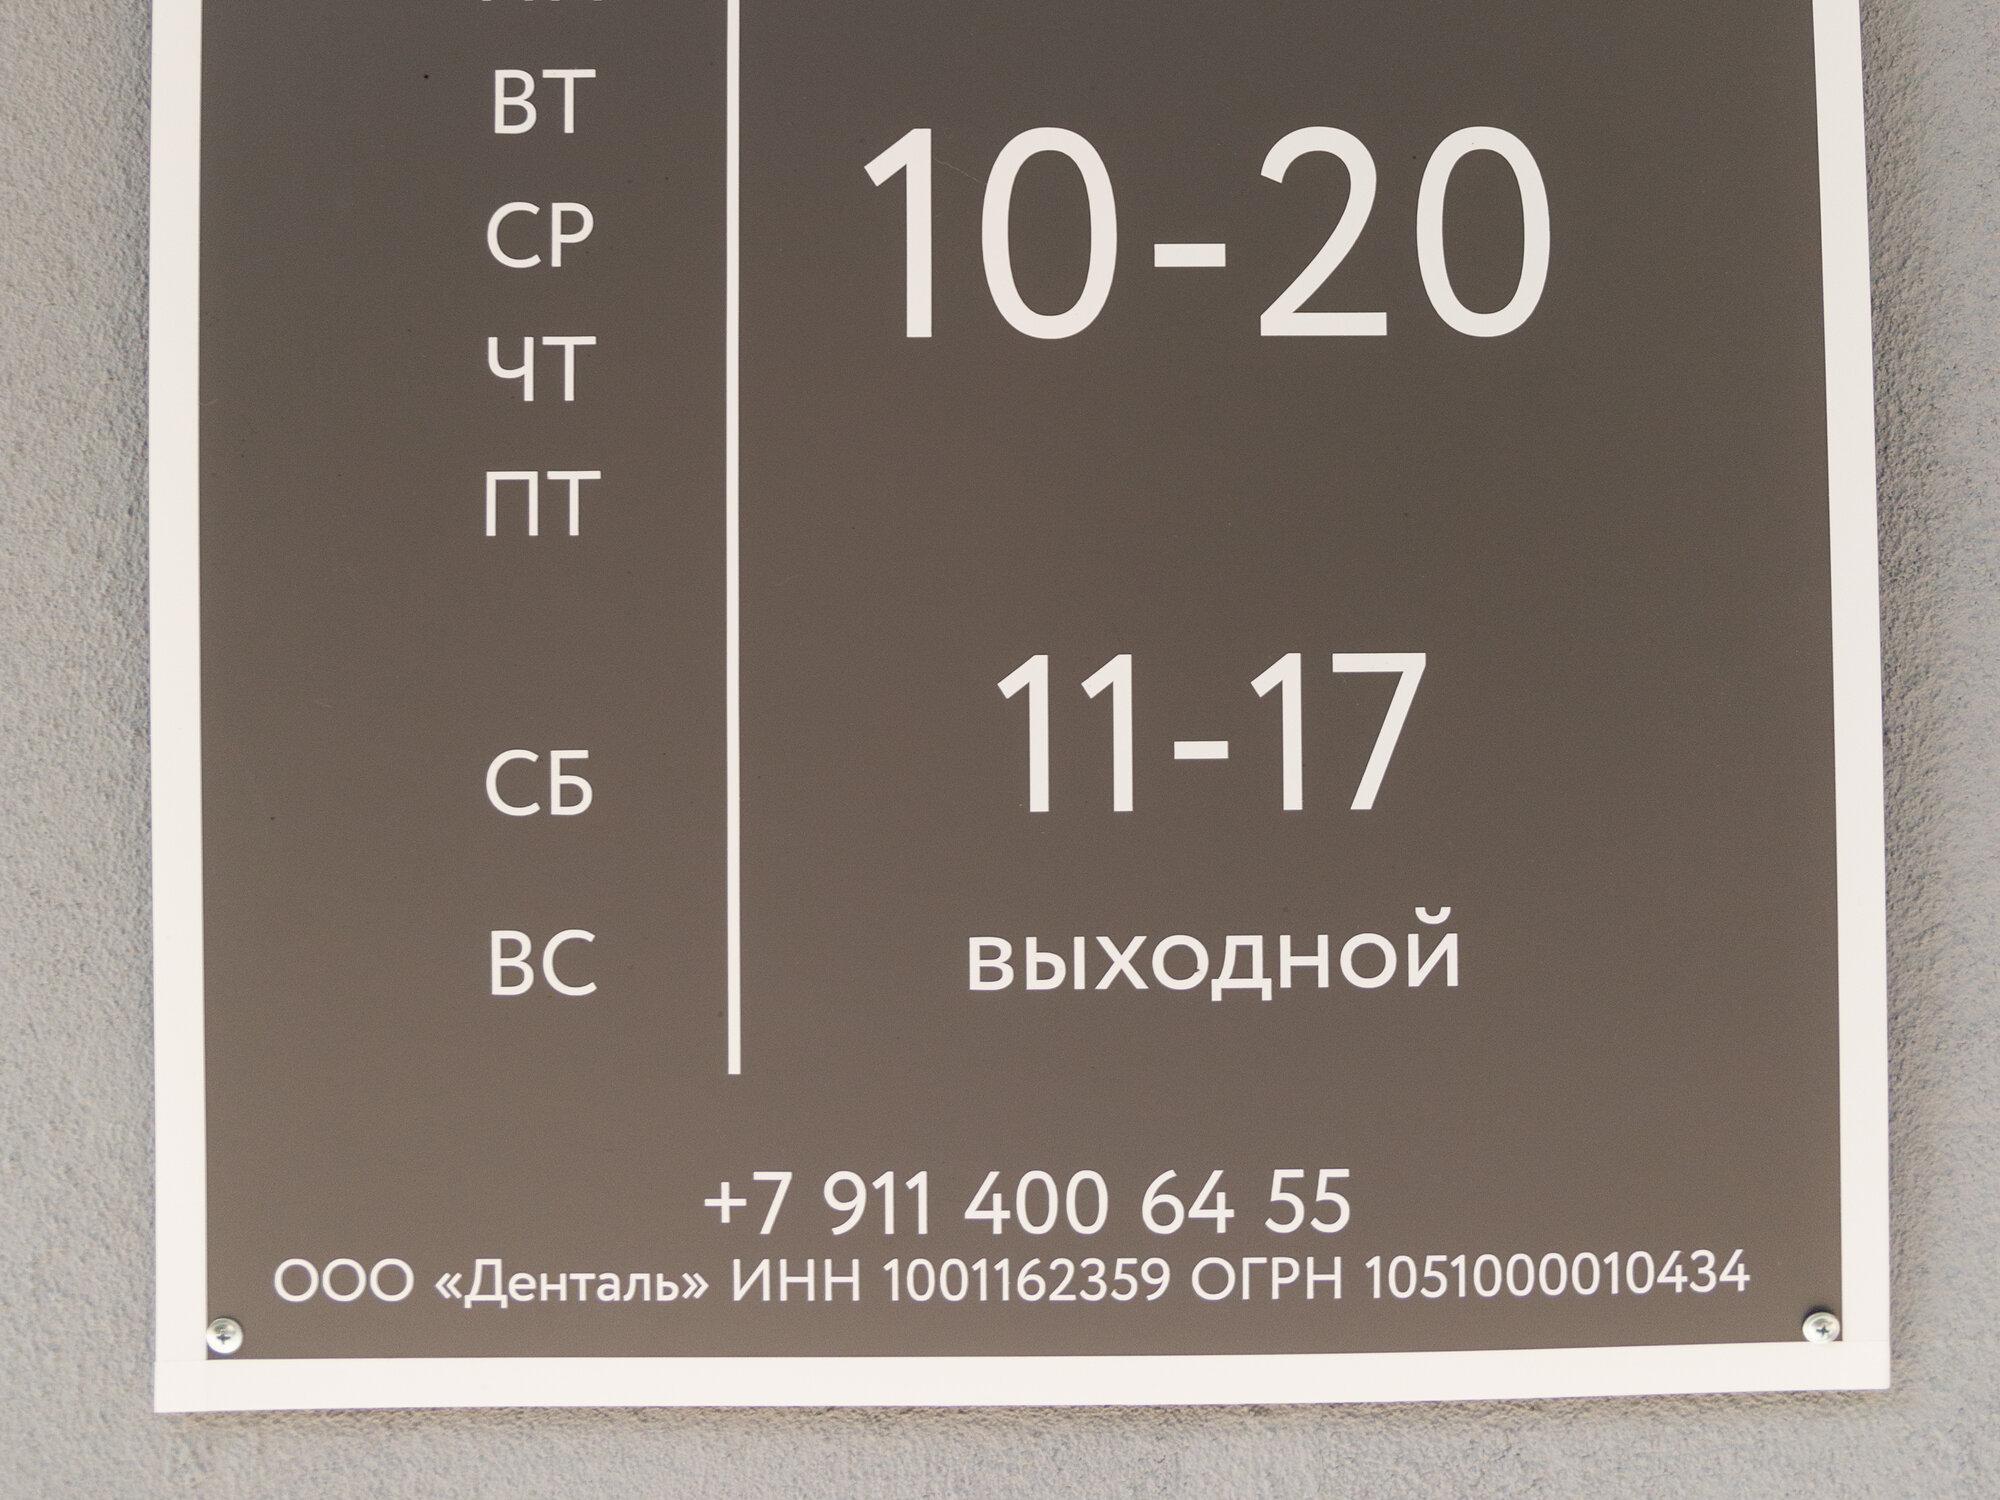 ВТ
СР
10-20
ЧТ
ПТ
СБ
11-17
ВС
выходной
+7 911 400 64 55
ООО «Денталь» ИНН 1001162359 ОГРН 1051000010434